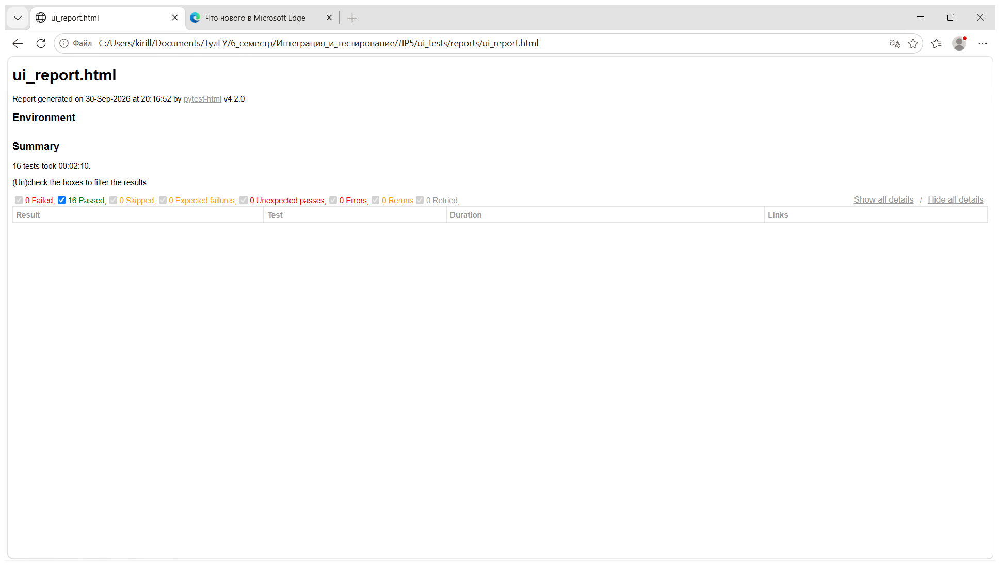 ui_report.html
Что нового в Microsoft Edge
Файл C:/Users/kirill/Documents/ТулГУ/6_семестр/Интеграция_и_тестирование/ЛР5/ui_tests/reports/ui_report.html
ui_report.html
Report generated on 30-Sep-2026 at 20:16:52 by pytest-html v4.2.0
Environment
Summary
16 tests took 00:02:10.
(Un)check the boxes to filter the results.
0 Failed, 16 Passed, 0 Skipped, 0 Expected failures, 0 Unexpected passes, 0 Errors, 0 Reruns 0 Retried, Show all details / Hide all details
Result Test Duration Links